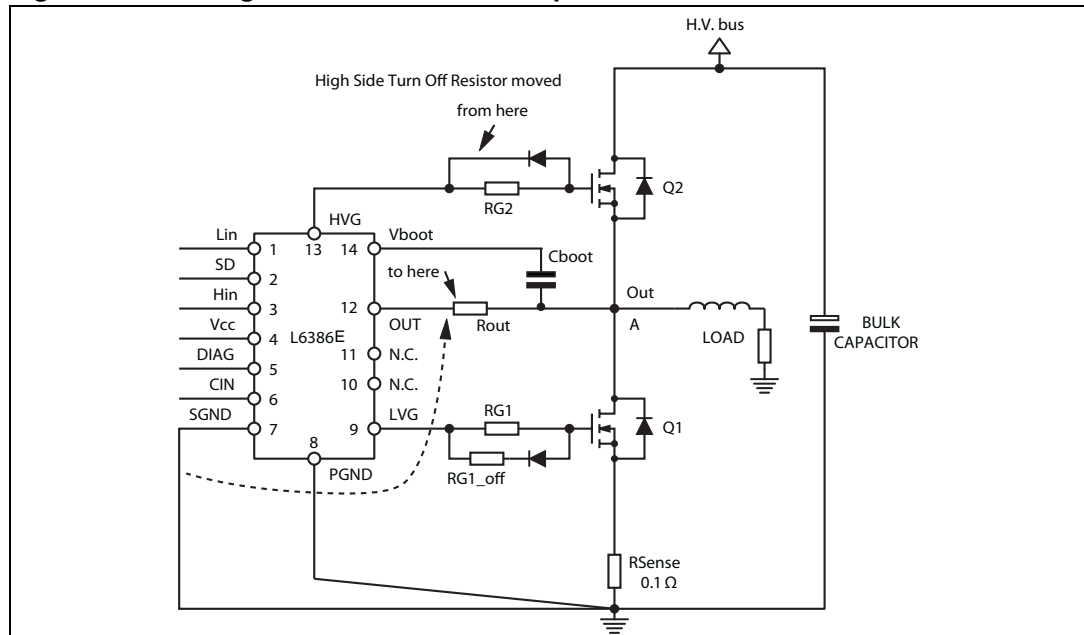 H.V. bus
High Side Turn Off Resistor moved
from here
RG2
Q2
HVG
13
Lin
1
14
Vboot
SD
2
Cboot
to here
Hin
3
12
OUT
Rout
Out
A
Vcc
4
L6386E
11
N.C.
LOAD
BULK
CAPACITOR
DIAG
5
10
N.C.
CIN
6
SGND
7
9
LVG
RG1
Q1
8
PGND
RG1_off
RSense
0.1 Ω